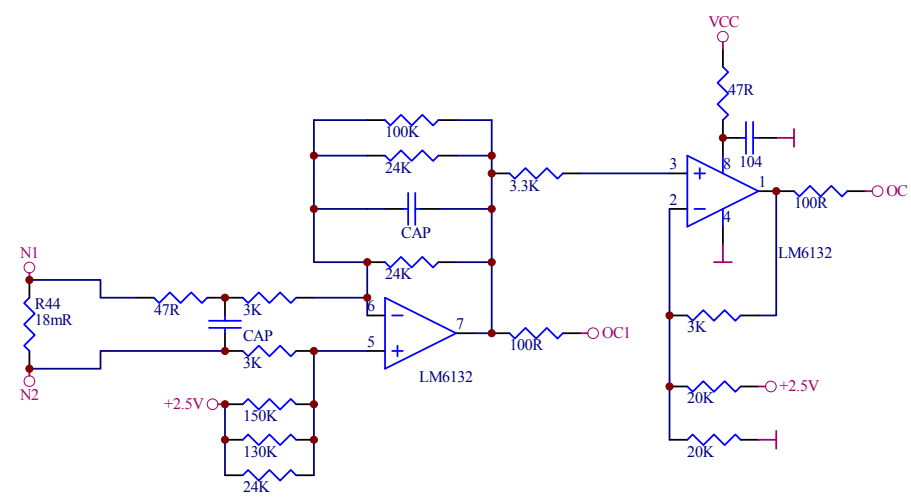 VCC
47R
104
100K
24K
CAP
24K
3.3K
3
2
8
4
1
100R
OC
LM6132
N1
R44
18mR
N2
47R
3K
CAP
3K
6
5
7
LM6132
100R
OC1
3K
+2.5V
150K
130K
24K
20K
+2.5V
20K